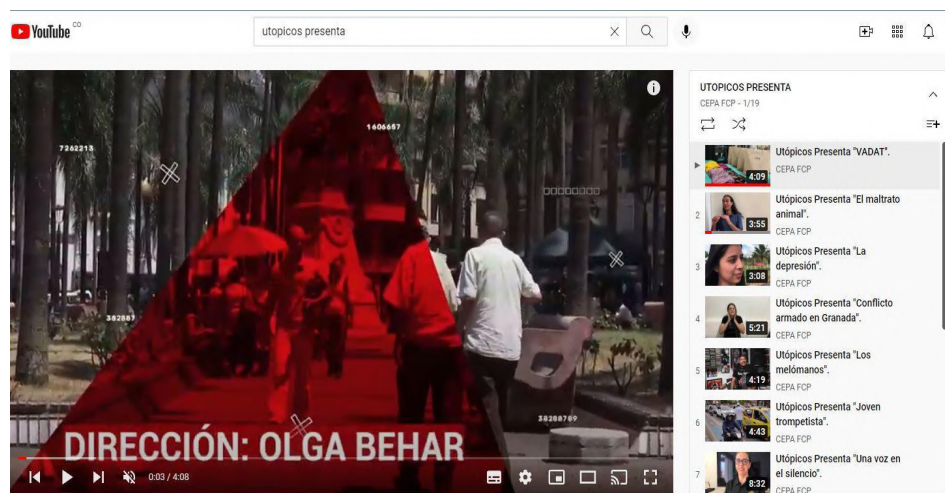 YouTube CO
utopicos presenta
7262213
1606657
382887
38288789
DIRECCIÓN: OLGA BEHAR
0:03 / 4:08
UTOPICOS PRESENTA
CEPA FCP - 1/19
4:09
Utópicos Presenta "VADAT".
CEPA FCP
2
3:55
Utópicos Presenta "El maltrato
animal".
CEPA FCP
3
3:08
Utópicos Presenta "La
depresión".
CEPA FCP
4
5:21
Utópicos Presenta "Conflicto
armado en Granada".
CEPA FCP
5
4:19
Utópicos Presenta "Los
melómanos".
CEPA FCP
6
4:43
Utópicos Presenta "Joven
trompetista".
CEPA FCP
7
8:32
Utópicos Presenta "Una voz en
el silencio".
CEPA FCP